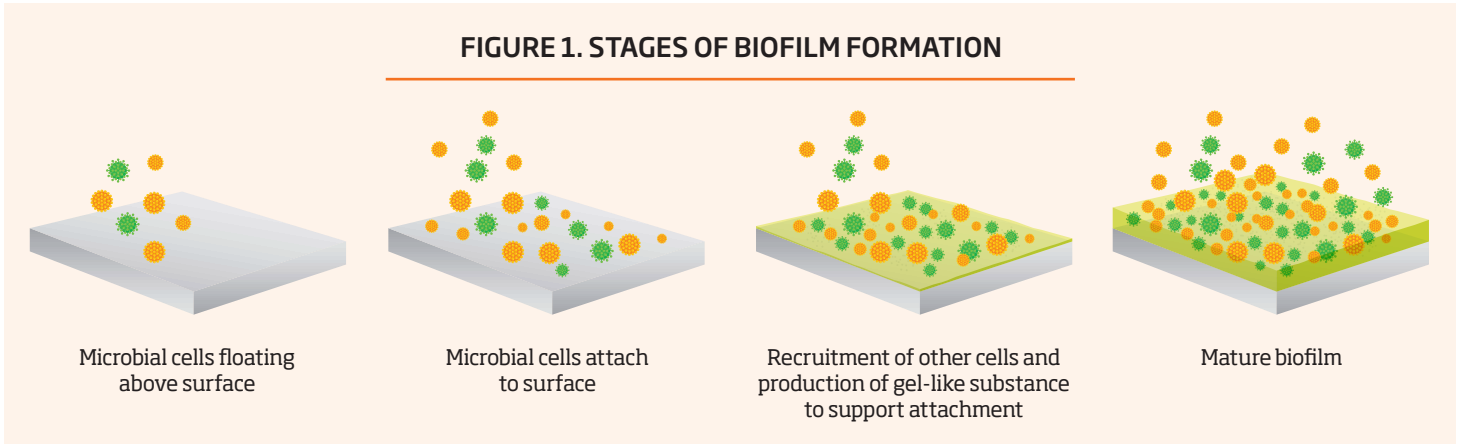 FIGURE 1. STAGES OF BIOFILM FORMATION
Microbial cells floating
above surface
Microbial cells attach
to surface
Recruitment of other cells and
production of gel-like substance
to support attachment
Mature biofilm